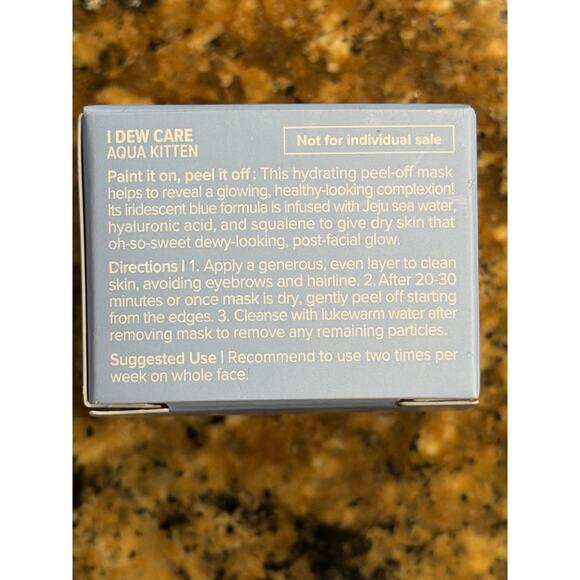 I DEW CARE
AQUA KITTEN
Not for individual sale
Paint it on, peel it off : This hydrating peel-off mask
helps to reveal a glowing, healthy-looking complexion!
Its iridescent blue formula is infused with Jeju sea water,
hyaluronic acid, and squalene to give dry skin that
oh-so-sweet dewy-looking, post-facial glow.
Directions | 1. Apply a generous, even layer to clean
skin, avoiding eyebrows and hairline. 2. After 20-30
minutes or once mask is dry, gently peel off starting
from the edges. 3. Cleanse with lukewarm water after
removing mask to remove any remaining particles.
Suggested Use | Recommend to use two times per
week on whole face.